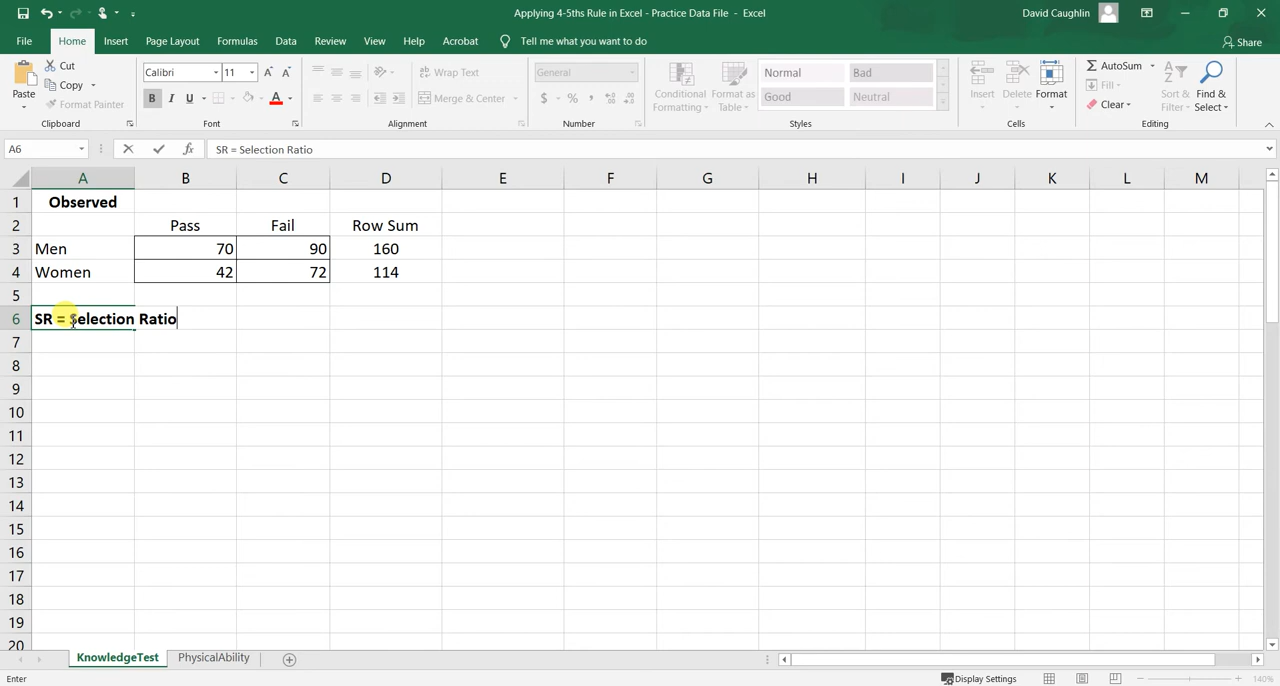 Applying 4-5ths Rule in Excel - Practice Data File - Excel
David Caughlin
File Home Insert Page Layout Formulas Data Review View Help Acrobat Tell me what you want to do
Share
Paste
Cut
Copy
Format Painter
Calibri 11
B I U
Wrap Text
Merge & Center
General
$ %
Conditional Formatting
Format as Table
Normal Bad
Good Neutral
Insert Delete Format
AutoSum
Fill
Clear
Sort & Filter
Find & Select
Clipboard Font Alignment Number Styles Cells Editing
A6 fx SR = Selection Ratio
A B C D E F G H I J K L M
1 Observed
2 Pass Fail Row Sum
3 Men 70 90 160
4 Women 42 72 114
5
6 SR = Selection Ratio
7
8
9
10
11
12
13
14
15
16
17
18
19
20
KnowledgeTest PhysicalAbility
Enter Display Settings 140%